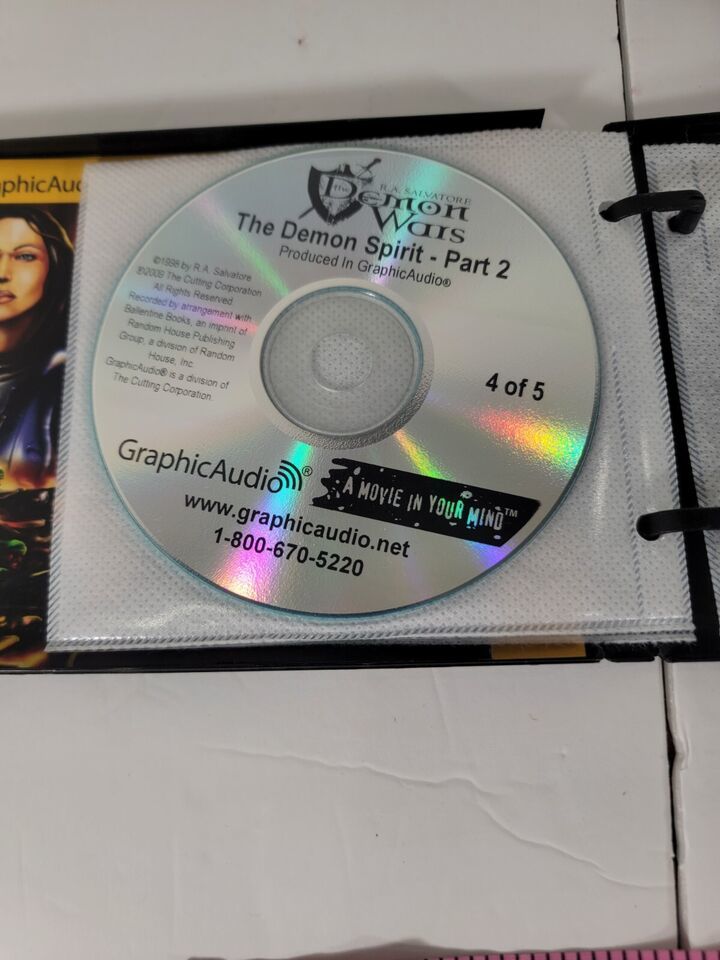 aphicAud
R.A. SALVATORE
the Demon
Wars
The Demon Spirit - Part 2
Produced In GraphicAudio®
©1998 by R.A. Salvatore
℗2009 The Cutting Corporation
All Rights Reserved
Recorded by arrangement with
Ballentine Books, an imprint of
Random House Publishing
Group, a division of Random
House, Inc.
GraphicAudio® is a division of
The Cutting Corporation.
4 of 5
GraphicAudio®
A MOVIE IN YOUR MIND™
www.graphicaudio.net
1-800-670-5220